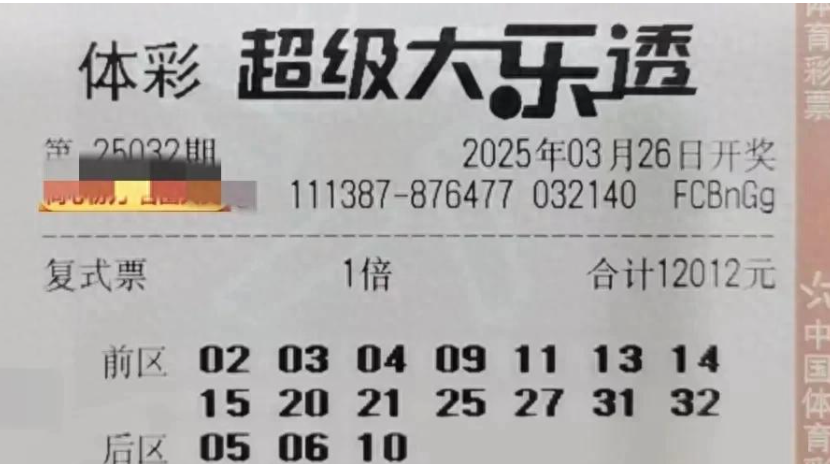 体彩 超级大乐透
第 25032期 2025年03月26日开奖
111387-876477 032140 FCBnGg
复式票 1倍 合计12012元
前区 02 03 04 09 11 13 14
15 20 21 25 27 31 32
后区 05 06 10
体育彩票
中国体育彩